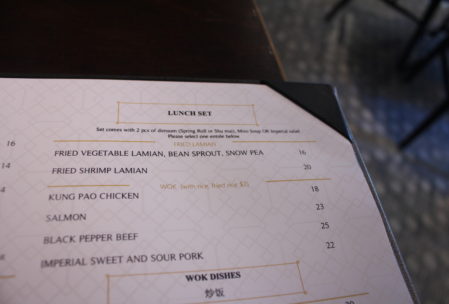 LUNCH SET
Set comes with 2 pcs of dimsum (Spring Roll or Shu mai), Miso Soup OR Imperial salad
Please select one entrée below
FRIED LAMIAN
16
FRIED VEGETABLE LAMIAN, BEAN SPROUT, SNOW PEA 16
14
FRIED SHRIMP LAMIAN 20
4
WOK (with rice, fried rice $3)
KUNG PAO CHICKEN 18
SALMON 23
BLACK PEPPER BEEF 25
8
IMPERIAL SWEET AND SOUR PORK 22
WOK DISHES
炒饭
20